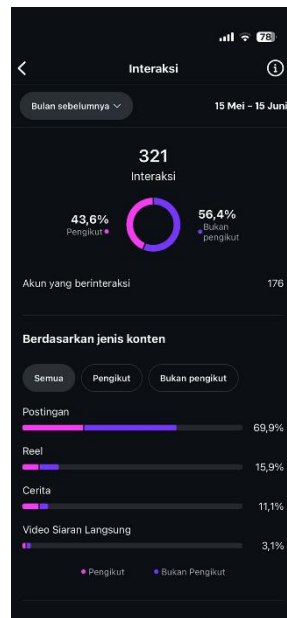 78
Interaksi
Bulan sebelumnya
15 Mei – 15 Juni
321
Interaksi
43,6%
Pengikut
56,4%
Bukan
pengikut
Akun yang berinteraksi 176
Berdasarkan jenis konten
Semua Pengikut Bukan pengikut
Postingan
69,9%
Reel
15,9%
Cerita
11,1%
Video Siaran Langsung
3,1%
Pengikut Bukan Pengikut